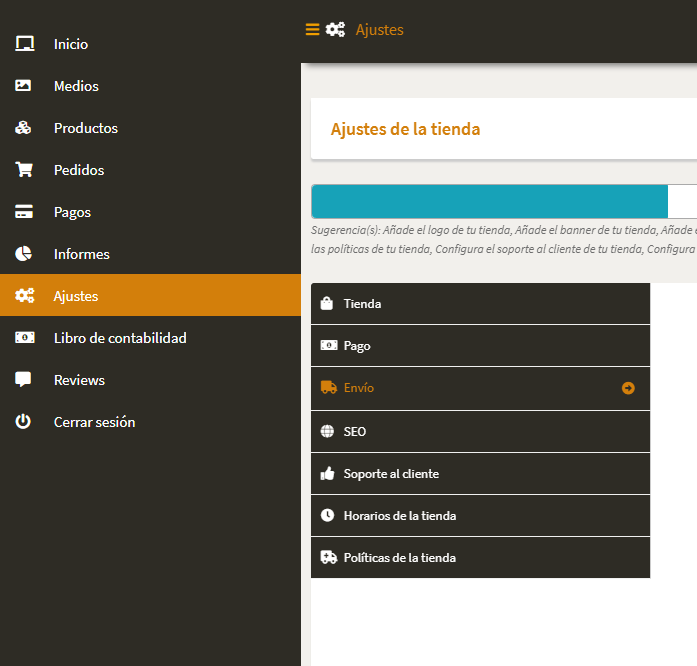 Inicio
Medios
Productos
Pedidos
Pagos
Informes
Ajustes
Libro de contabilidad
Reviews
Cerrar sesión
Ajustes
Ajustes de la tienda
Sugerencia(s): Añade el logo de tu tienda, Añade el banner de tu tienda, Añade
las políticas de tu tienda, Configura el soporte al cliente de tu tienda, Configura
Tienda
Pago
Envío
SEO
Soporte al cliente
Horarios de la tienda
Políticas de la tienda